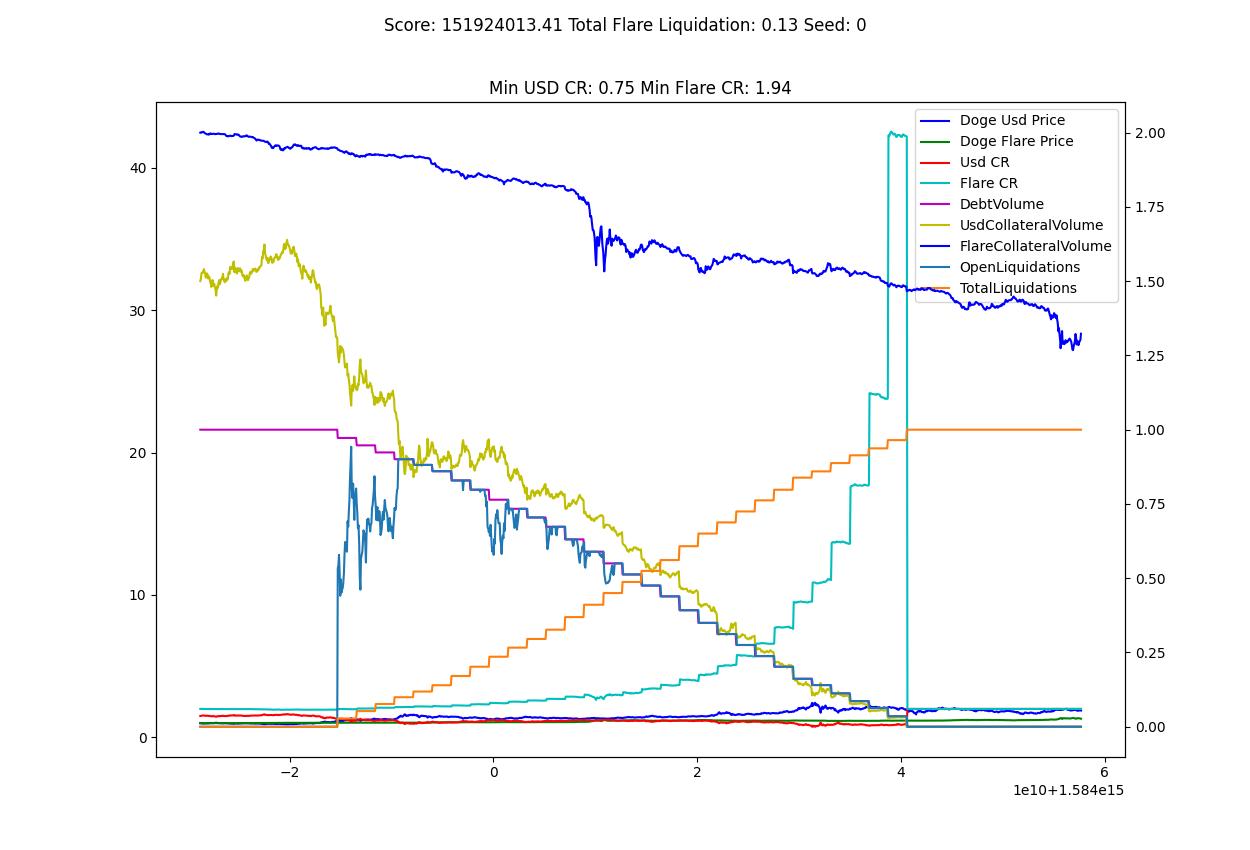 Score: 151924013.41 Total Flare Liquidation: 0.13 Seed: 0
Min USD CR: 0.75 Min Flare CR: 1.94
Doge Usd Price
Doge Flare Price
Usd CR
Flare CR
DebtVolume
UsdCollateralVolume
FlareCollateralVolume
OpenLiquidations
TotalLiquidations
40
30
20
10
0
2.00
1.75
1.50
1.25
1.00
0.75
0.50
0.25
0.00
−2 0 2 4 6
1e10+1.584e15